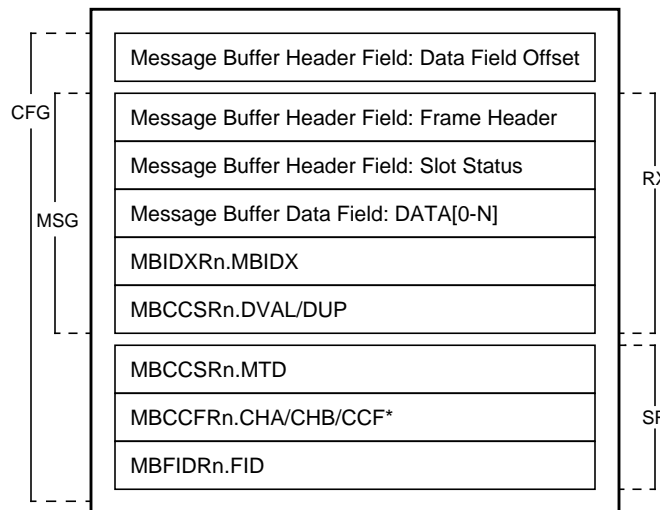 Message Buffer Header Field: Data Field Offset
CFG
Message Buffer Header Field: Frame Header
Message Buffer Header Field: Slot Status
RX
MSG
Message Buffer Data Field: DATA[0-N]
MBIDXRn.MBIDX
MBCCSRn.DVAL/DUP
MBCCSRn.MTD
MBCCFRn.CHA/CHB/CCF*
MBFIDRn.FID